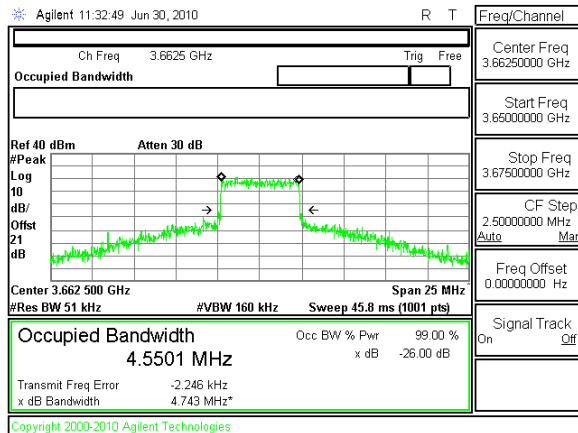 Agilent 11:32:49 Jun 30, 2010 R T
Ch Freq 3.6625 GHz Trig Free
Occupied Bandwidth
Ref 40 dBm Atten 30 dB
#Peak
Log
10
dB/
Offst
21
dB
Center 3.662 500 GHz Span 25 MHz
#Res BW 51 kHz #VBW 160 kHz Sweep 45.8 ms (1001 pts)
Occupied Bandwidth Occ BW % Pwr 99.00 %
4.5501 MHz x dB -26.00 dB
Transmit Freq Error -2.246 kHz
x dB Bandwidth 4.743 MHz*
Copyright 2000-2010 Agilent Technologies
Freq/Channel
Center Freq
3.66250000 GHz
Start Freq
3.65000000 GHz
Stop Freq
3.67500000 GHz
CF Step
2.50000000 MHz
Auto Man
Freq Offset
0.00000000 Hz
Signal Track
On Off